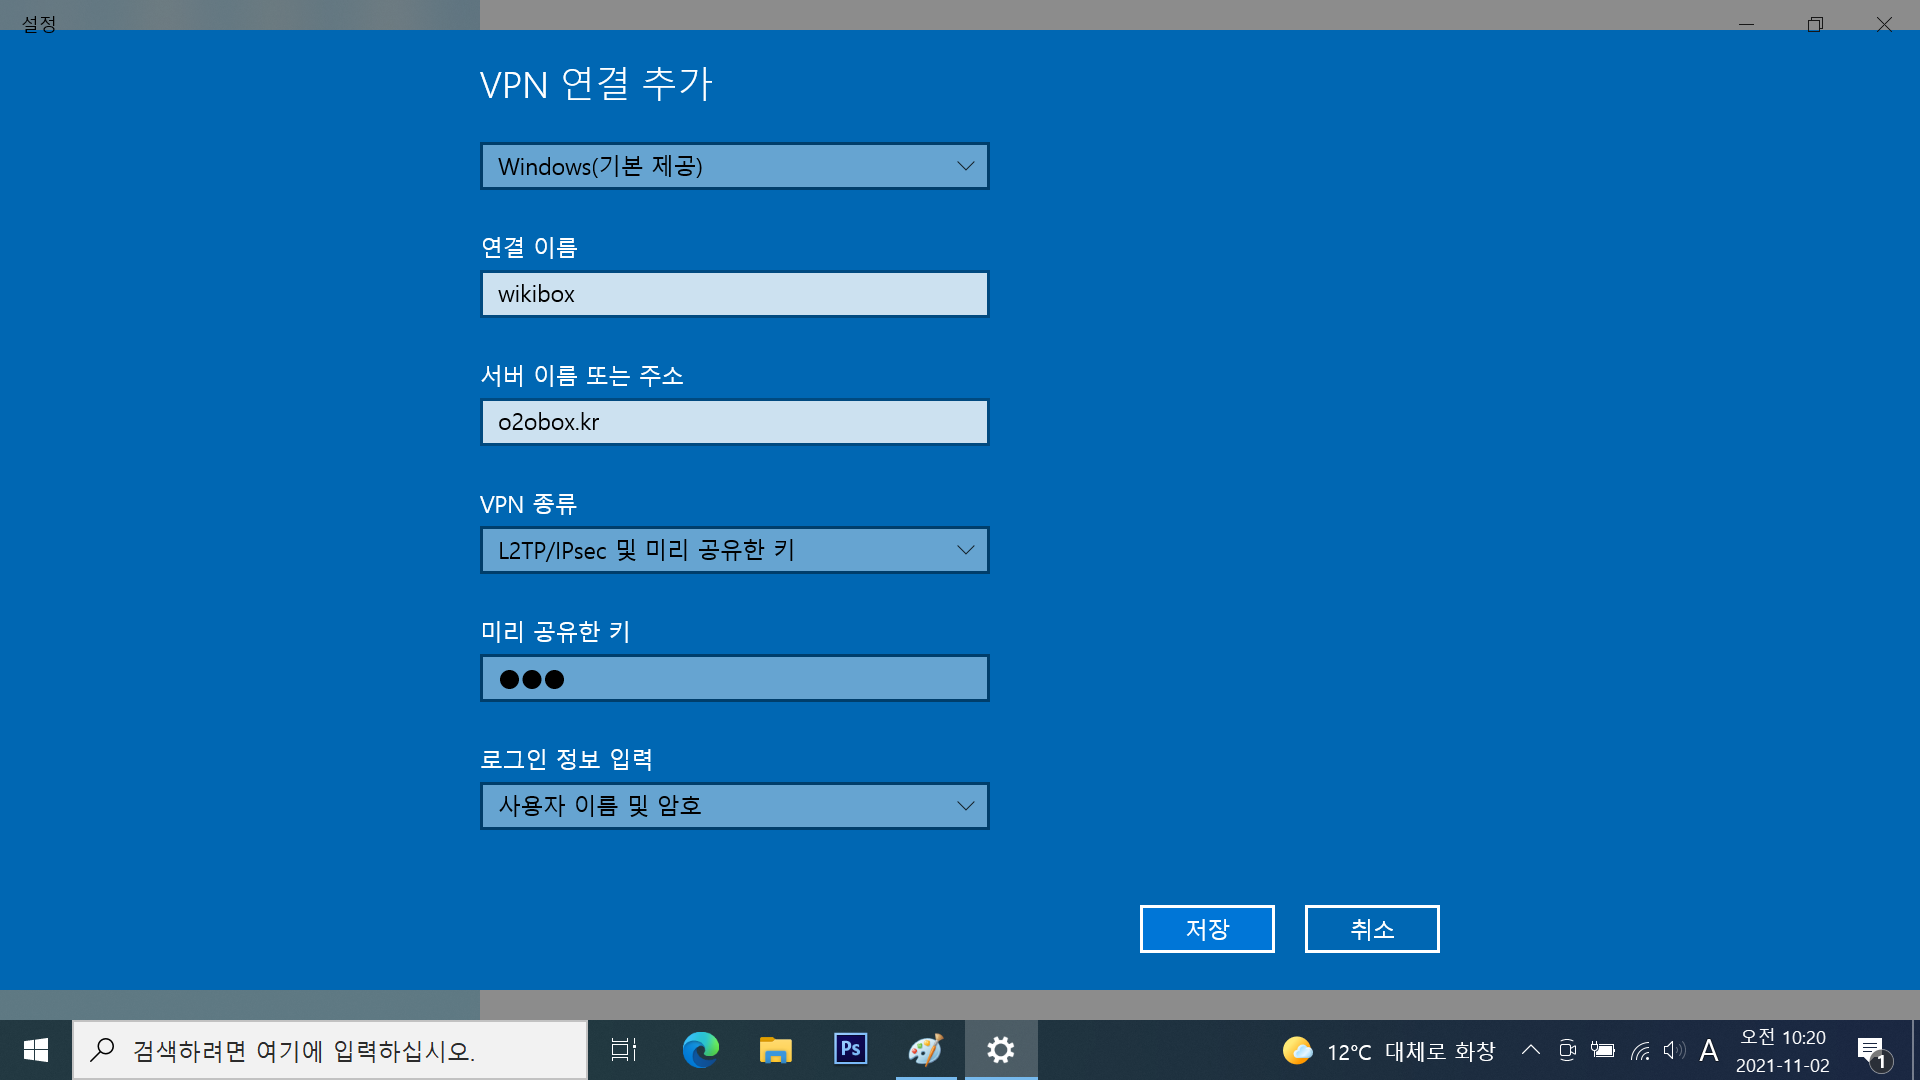 설정
VPN 연결 추가
Windows(기본 제공)
연결 이름
wikibox
서버 이름 또는 주소
o2obox.kr
VPN 종류
L2TP/IPsec 및 미리 공유한 키
미리 공유한 키
●●●
로그인 정보 입력
사용자 이름 및 암호
저장 취소
검색하려면 여기에 입력하십시오.
Ps
12°C 대체로 화창
A
오전 10:20
2021-11-02
1